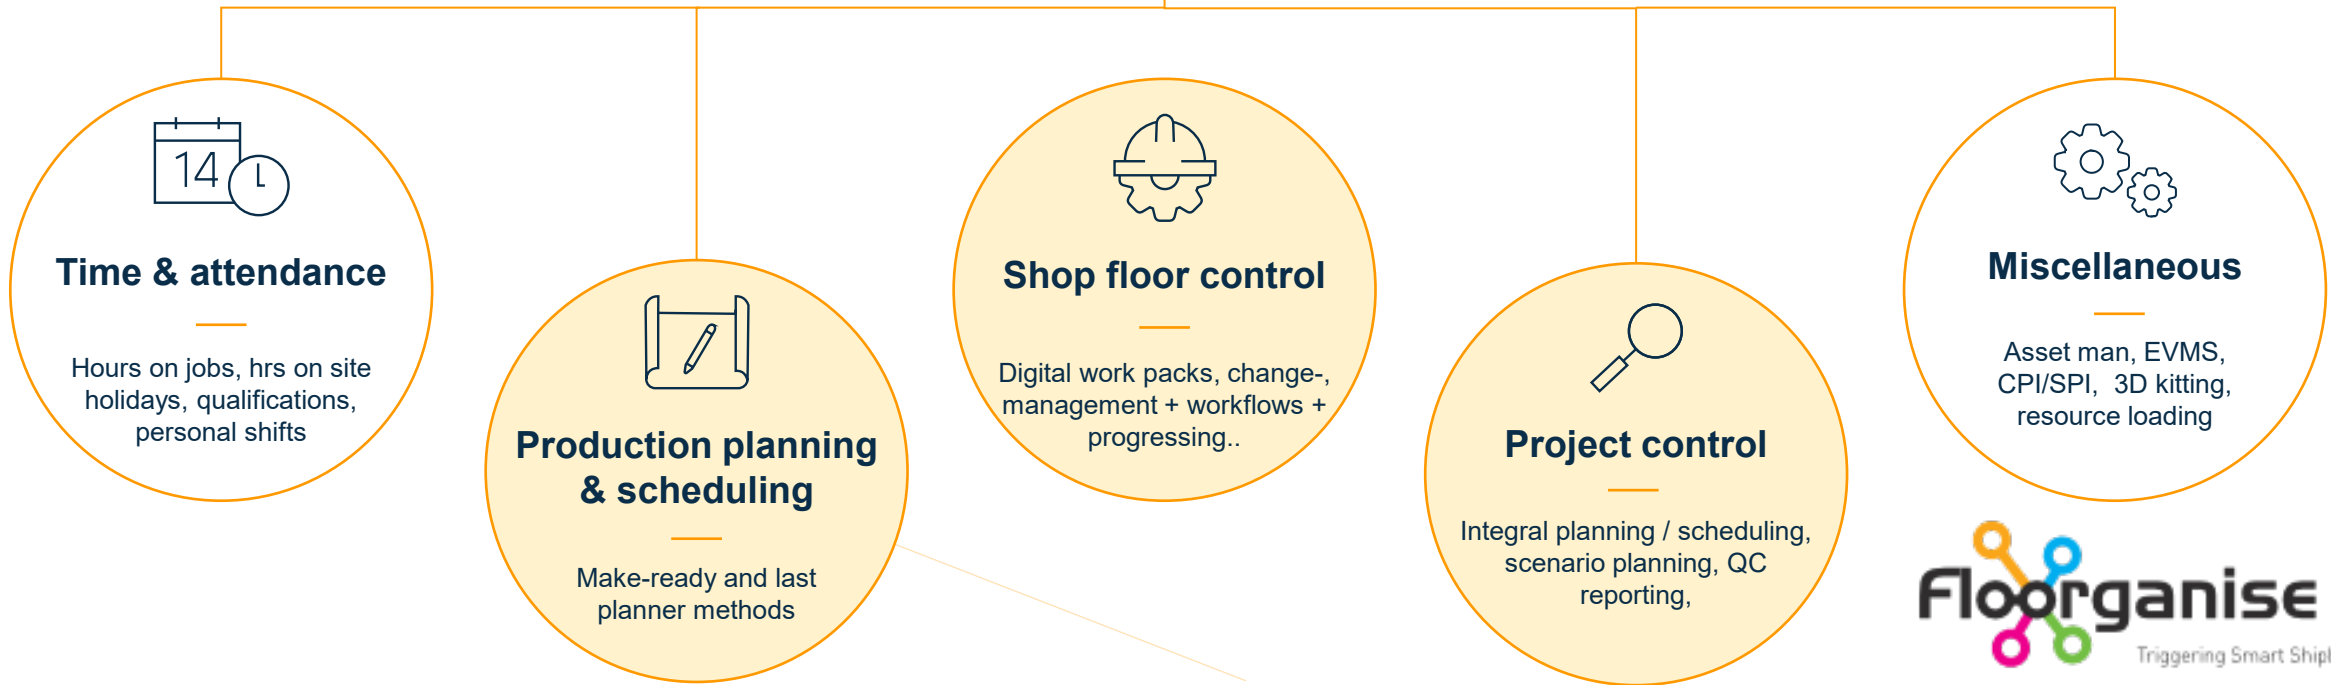 14
Time & attendance
Hours on jobs, hrs on site
holidays, qualifications,
personal shifts
Production planning
& scheduling
Make-ready and last
planner methods
Shop floor control
Digital work packs, change-,
management + workflows +
progressing..
Project control
Integral planning / scheduling,
scenario planning, QC
reporting,
Miscellaneous
Asset man, EVMS,
CPI/SPI, 3D kitting,
resource loading
Floorganise
Triggering Smart